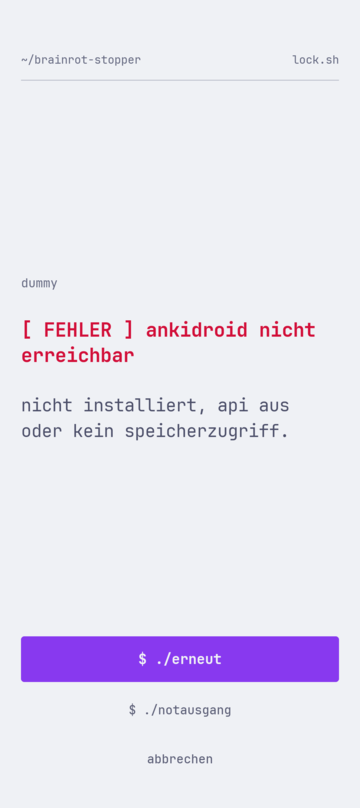 ~/brainrot-stopper lock.sh
dummy
[ FEHLER ] ankidroid nicht
erreichbar
nicht installiert, api aus
oder kein speicherzugriff.
$ ./erneut
$ ./notausgang
abbrechen